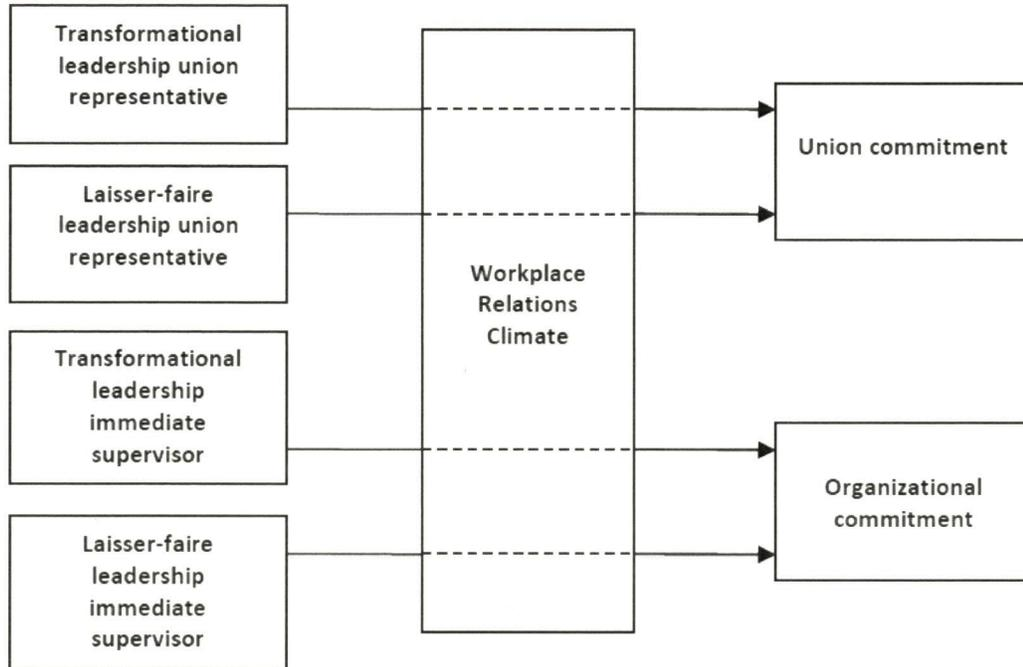 Transformational
leadership union
representative
Laisser-faire
leadership union
representative
Transformational
leadership
immediate
supervisor
Laisser-faire
leadership
immediate
supervisor
Workplace
Relations
Climate
Union commitment
Organizational
commitment